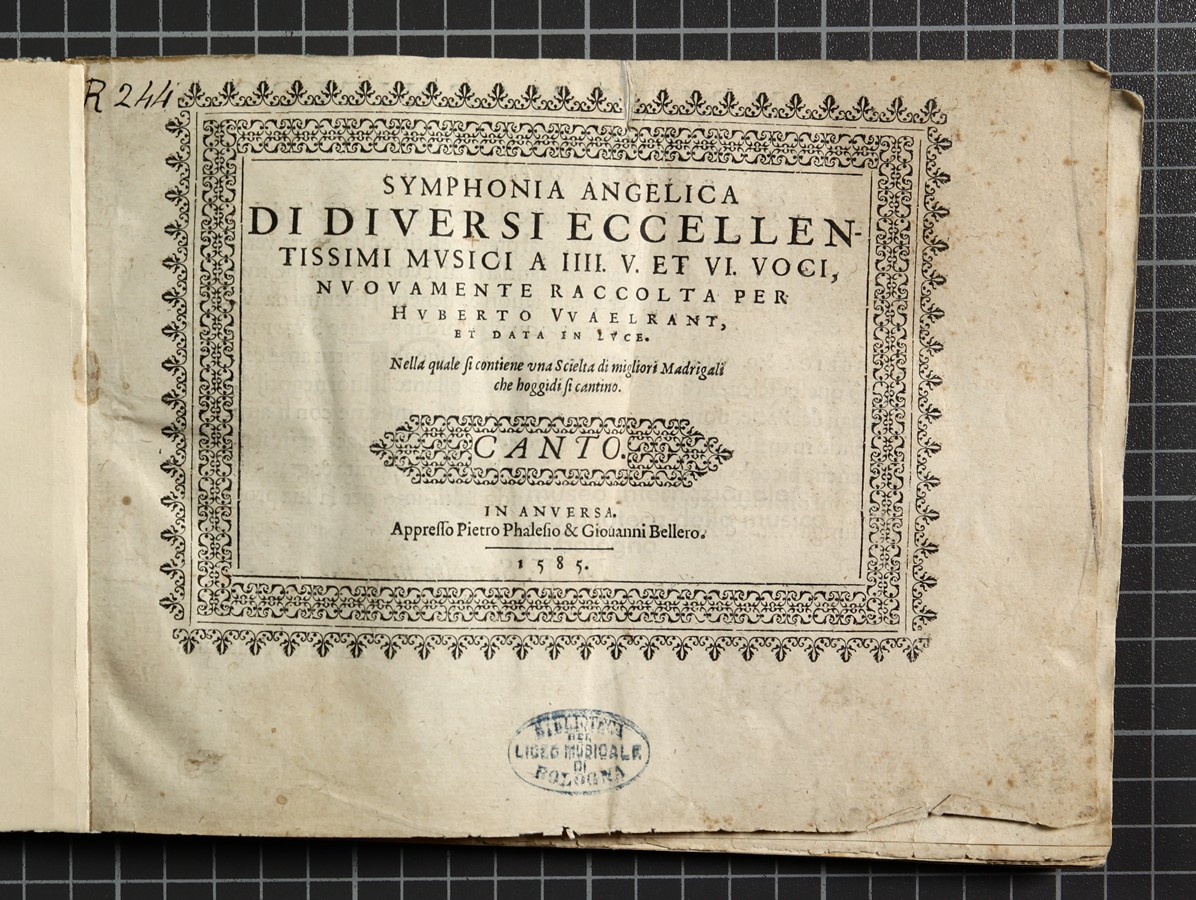 R 244
SYMPHONIA ANGELICA
DI DIVERSI ECCELLEN-
TISSIMI MVSICI A IIII. V. ET VI. VOCI,
NVOVAMENTE RACCOLTA PER
HVBERTO VVAELRANT,
ET DATA IN LVCE.
Nella quale ſi contiene vna Scielta di migliori Madrigali
che hoggidi ſi cantino.
CANTO.
IN ANVERSA.
Appreſſo Pietro Phaleſio & Giouanni Bellero.
1585.
BIBLIOTECA
DEL
LICEO MUSICALE
DI
BOLOGNA